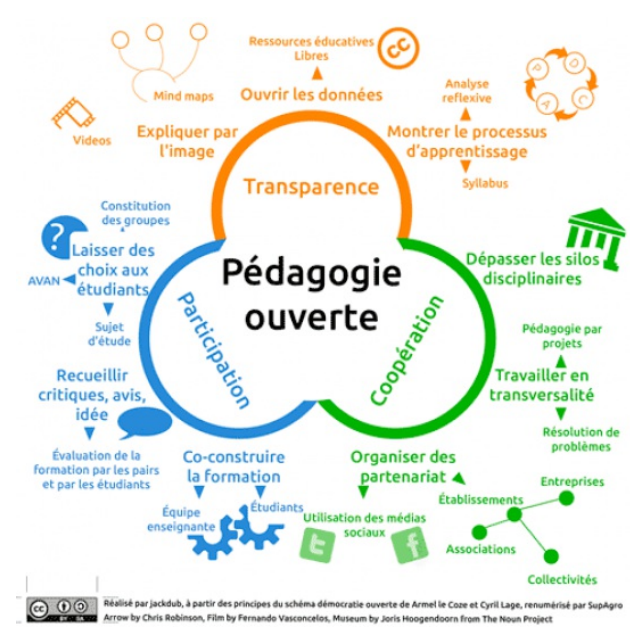 Ressources éducatives
Libres
cc
Ouvrir les données
Mind maps
Videos
Expliquer par
l'image
Analyse
reflexive
P
D
C
A
Montrer le processus
d'apprentissage
Syllabus
Transparence
Constitution
des groupes
?
Laisser des
choix aux
étudiants
AVAN
Sujet
d'étude
Pédagogie
ouverte
Participation
Coopération
Dépasser les silos
disciplinaires
Pédagogie par
projets
Travailler en
transversalité
Résolution de
problèmes
Recueillir
critiques, avis,
idée
Évaluation de la
formation par les pairs
et par les étudiants
Co-construire
la formation
Équipe
enseignante
Étudiants
Organiser des
partenariat
Utilisation des médias
sociaux
t
f
Établissements
Entreprises
Associations
Collectivités
cc
BY SA
Réalisé par jackdub, à partir des principes du schéma démocratie ouverte de Armel le Coze et Cyril Lage, renumérisé par SupAgro
Arrow by Chris Robinson, Film by Fernando Vasconcelos, Museum by Joris Hoogendoorn from The Noun Project